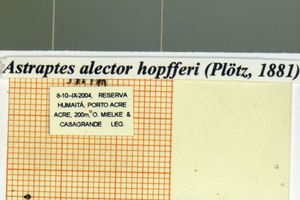 Astraptes alector hopfferi (Plötz, 1881)
8-10-IX-2004, RESERVA
HUMAITÁ, PORTO ACRE
ACRE, 200m, O. MIELKE &
CASAGRANDE LEG.